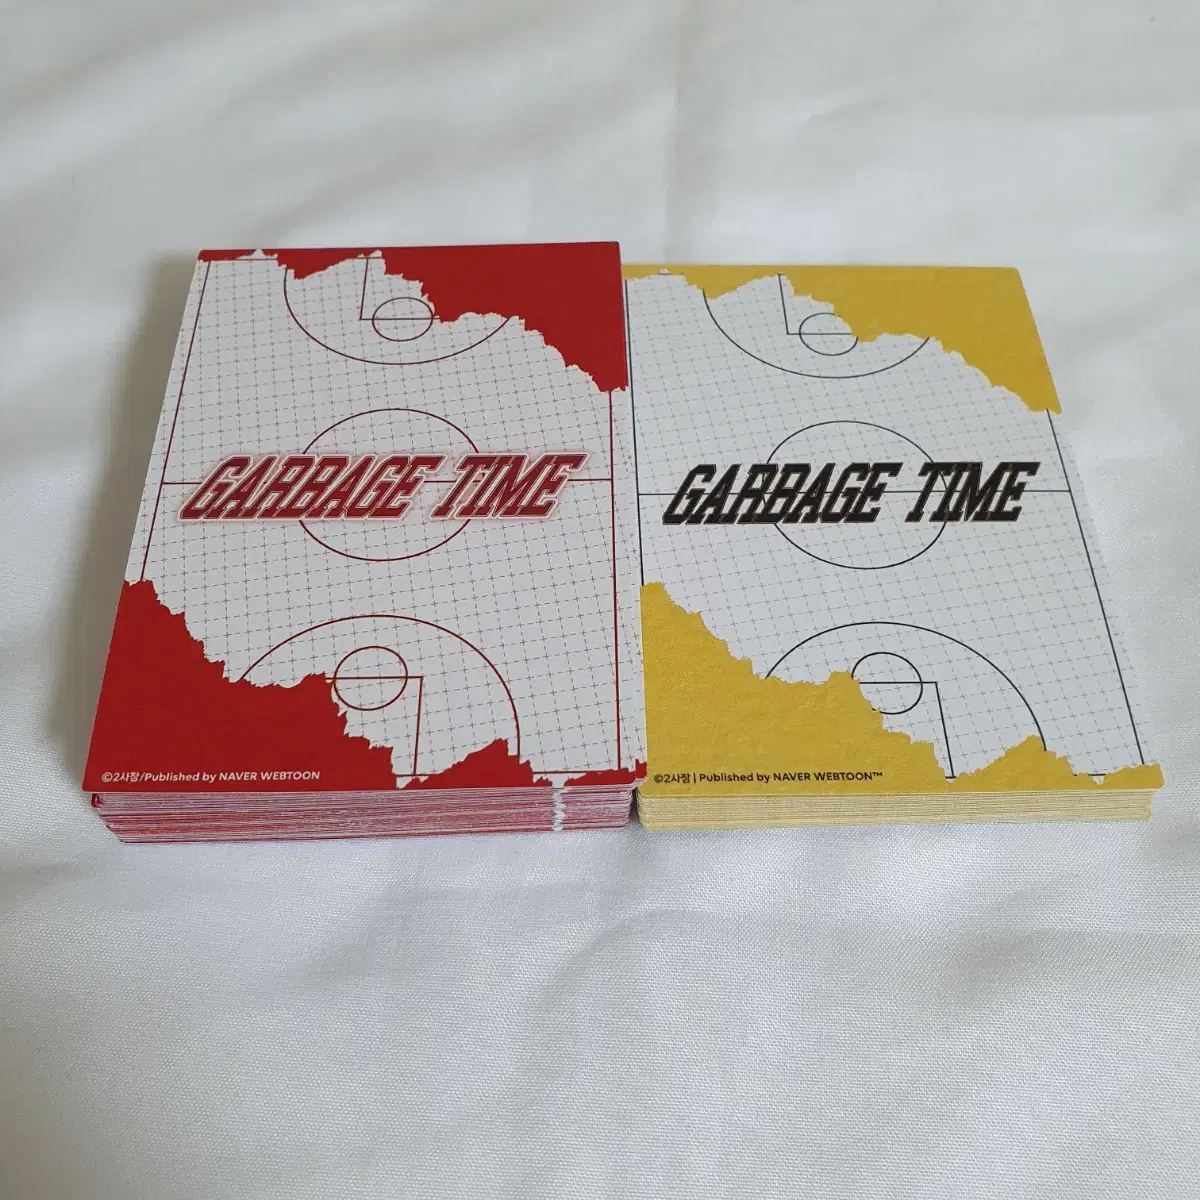 GARBAGE TIME
©2사장/Published by NAVER WEBTOON
GARBAGE TIME
©2사장 | Published by NAVER WEBTOON™